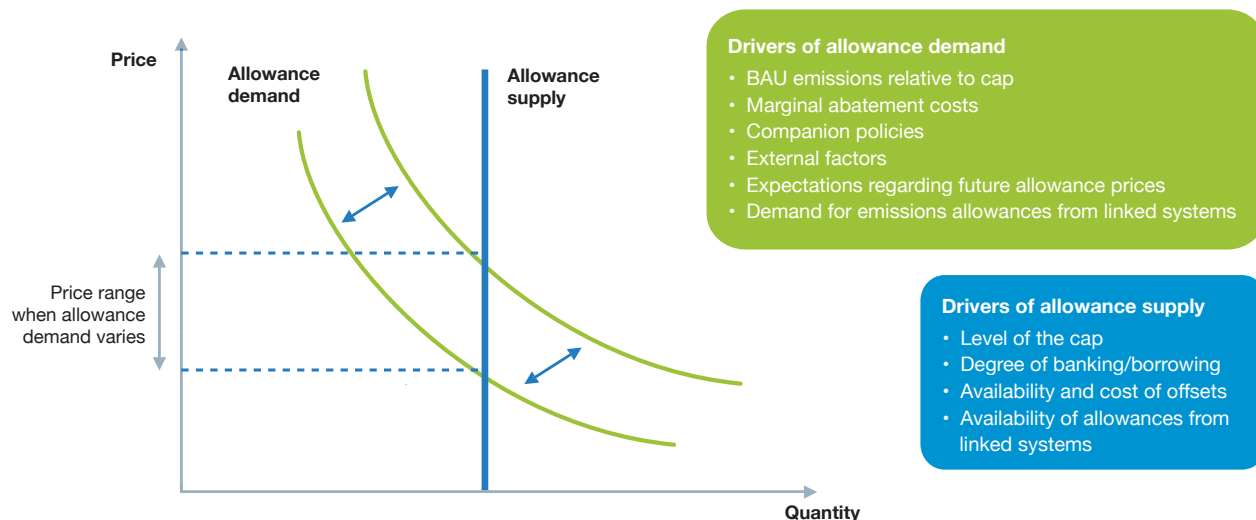 Price
Allowance
demand
Allowance
supply
Price range
when allowance
demand varies
Quantity
Drivers of allowance demand
• BAU emissions relative to cap
• Marginal abatement costs
• Companion policies
• External factors
• Expectations regarding future allowance prices
• Demand for emissions allowances from linked systems
Drivers of allowance supply
• Level of the cap
• Degree of banking/borrowing
• Availability and cost of offsets
• Availability of allowances from
linked systems